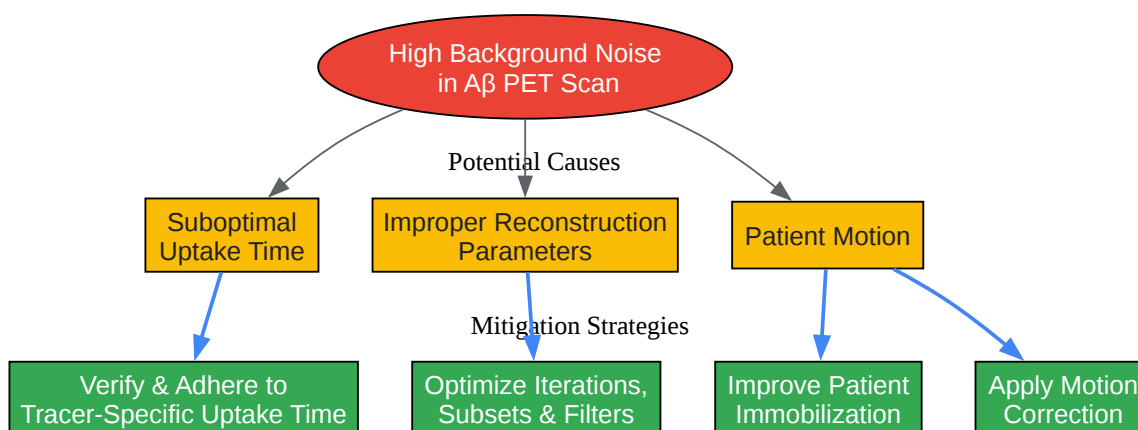 High Background Noise
in Aβ PET Scan
Potential Causes
Suboptimal
Uptake Time
Improper Reconstruction
Parameters
Patient Motion
Mitigation Strategies
Verify & Adhere to
Tracer-Specific Uptake Time
Optimize Iterations,
Subsets & Filters
Improve Patient
Immobilization
Apply Motion
Correction